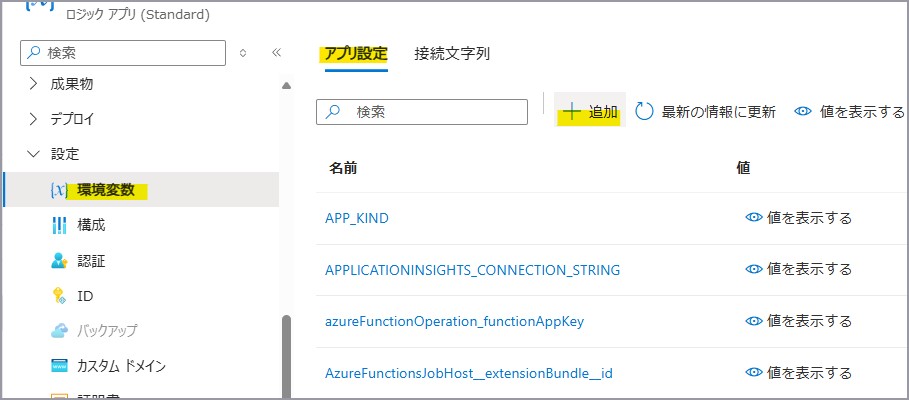 ロジック アプリ (Standard)
検索
成果物
デプロイ
設定
環境変数
構成
認証
ID
バックアップ
カスタム ドメイン
アプリ設定 接続文字列
検索
追加 最新の情報に更新 値を表示する
名前 値
APP_KIND 値を表示する
APPLICATIONINSIGHTS_CONNECTION_STRING 値を表示する
azureFunctionOperation_functionAppKey 値を表示する
AzureFunctionsJobHost__extensionBundle__id 値を表示する